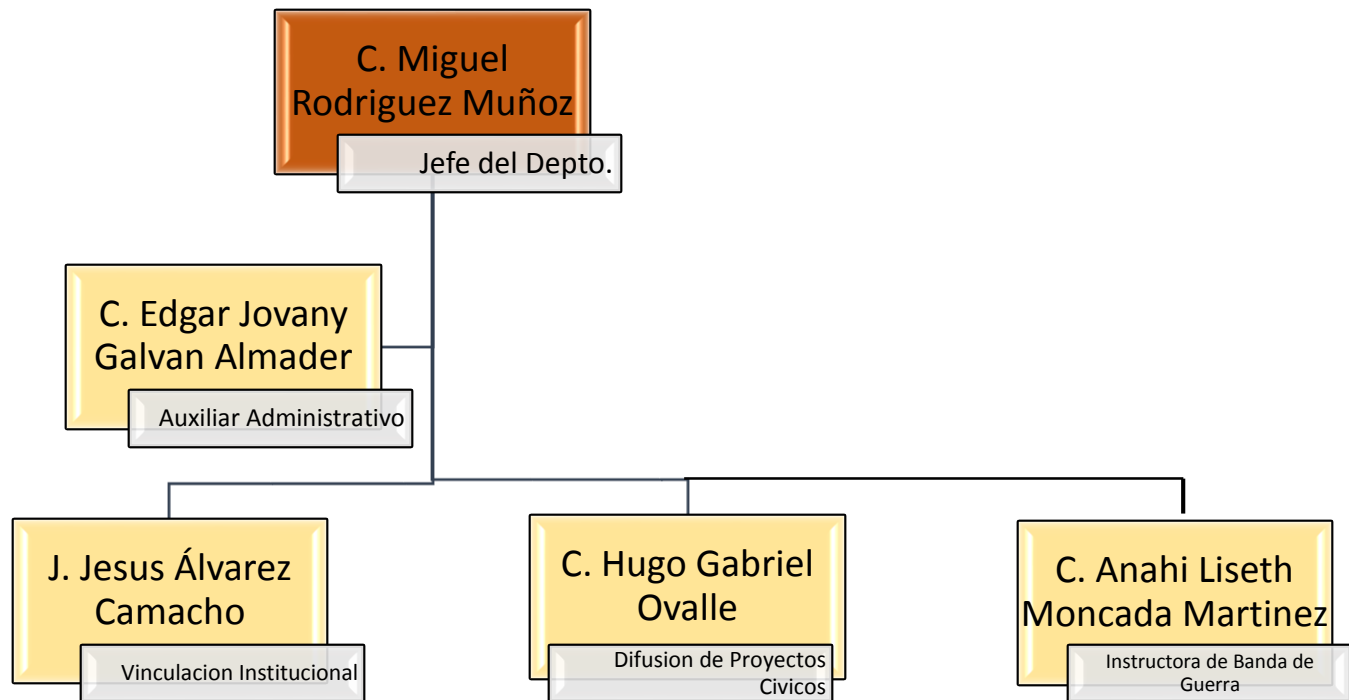 C. Miguel
Rodriguez Muñoz
Jefe del Depto.
C. Edgar Jovany
Galvan Almader
Auxiliar Administrativo
J. Jesus Álvarez
Camacho
Vinculacion Institucional
C. Hugo Gabriel
Ovalle
Difusion de Proyectos
Civicos
C. Anahi Liseth
Moncada Martinez
Instructora de Banda de
Guerra